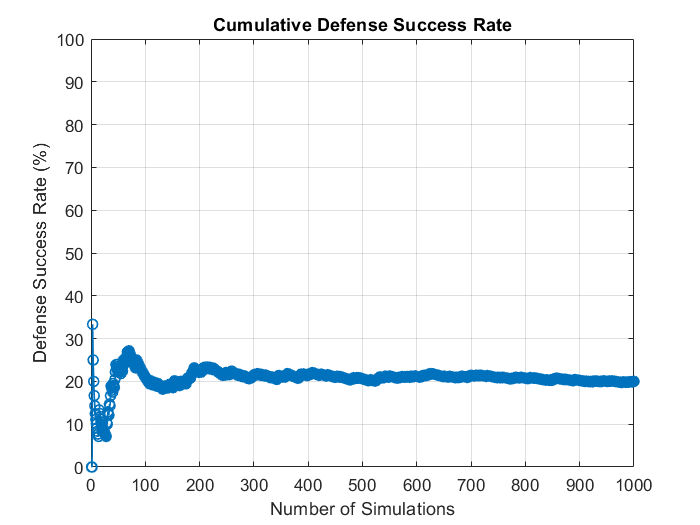 Cumulative Defense Success Rate
100
90
80
70
60
50
40
30
20
10
0
Defense Success Rate (%)
0 100 200 300 400 500 600 700 800 900 1000
Number of Simulations